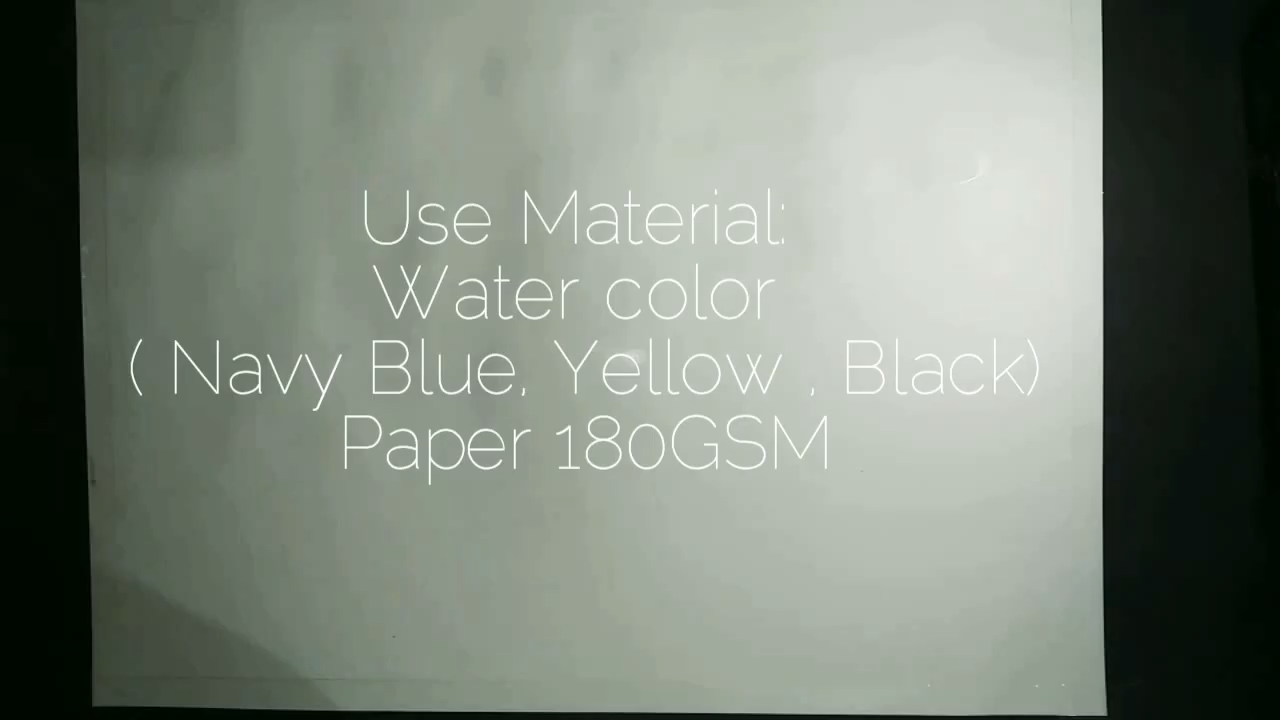 Use Material:
Water color
( Navy Blue, Yellow , Black)
Paper 180GSM